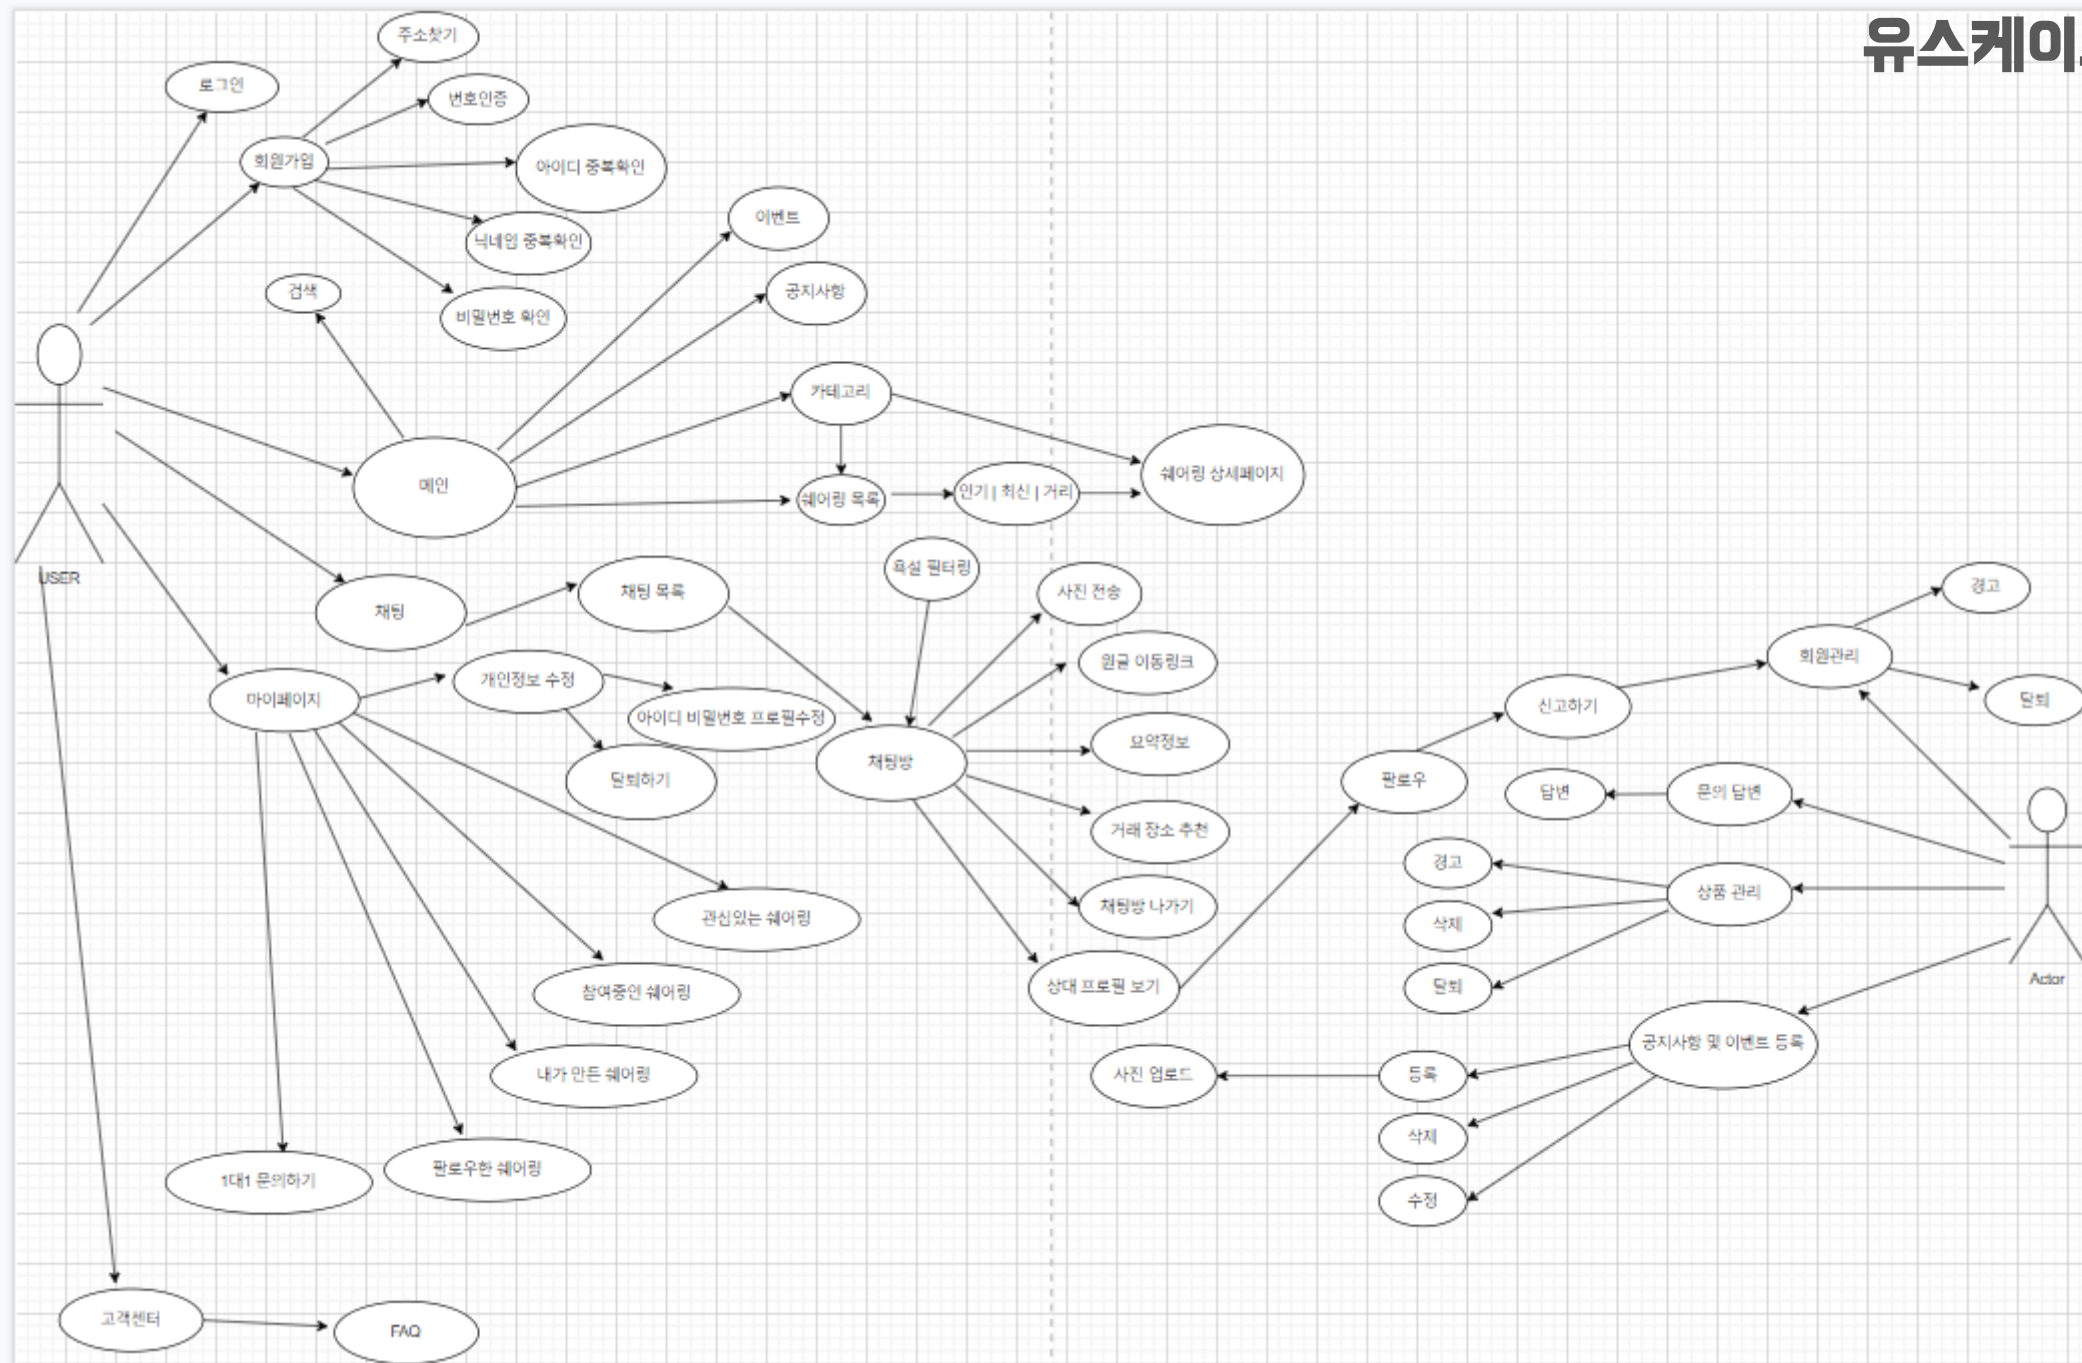 유스케이
주소찾기
로그인
번호인증
회원가입
아이디 중복확인
이벤트
닉네임 중복확인
검색
공지사항
비밀번호 확인
카테고리
쉐어링 상세페이지
메인
쉐어링 목록
인기 | 최신 | 거리
욕설 필터링
USER
사진 전송
경고
채팅 목록
채팅
원글 이동링크
회원관리
개인정보 수정
마이페이지
탈퇴
신고하기
아이디 비밀번호 프로필수정
요약정보
채팅방
탈퇴하기
팔로우
답변
문의 답변
거래 장소 추천
경고
상품 관리
채팅방 나가기
관심있는 쉐어링
삭제
Actor
참여중인 쉐어링
상대 프로필 보기
탈퇴
공지사항 및 이벤트 등록
내가 만든 쉐어링
사진 업로드
등록
삭제
팔로우한 쉐어링
1대1 문의하기
수정
고객센터
FAQ